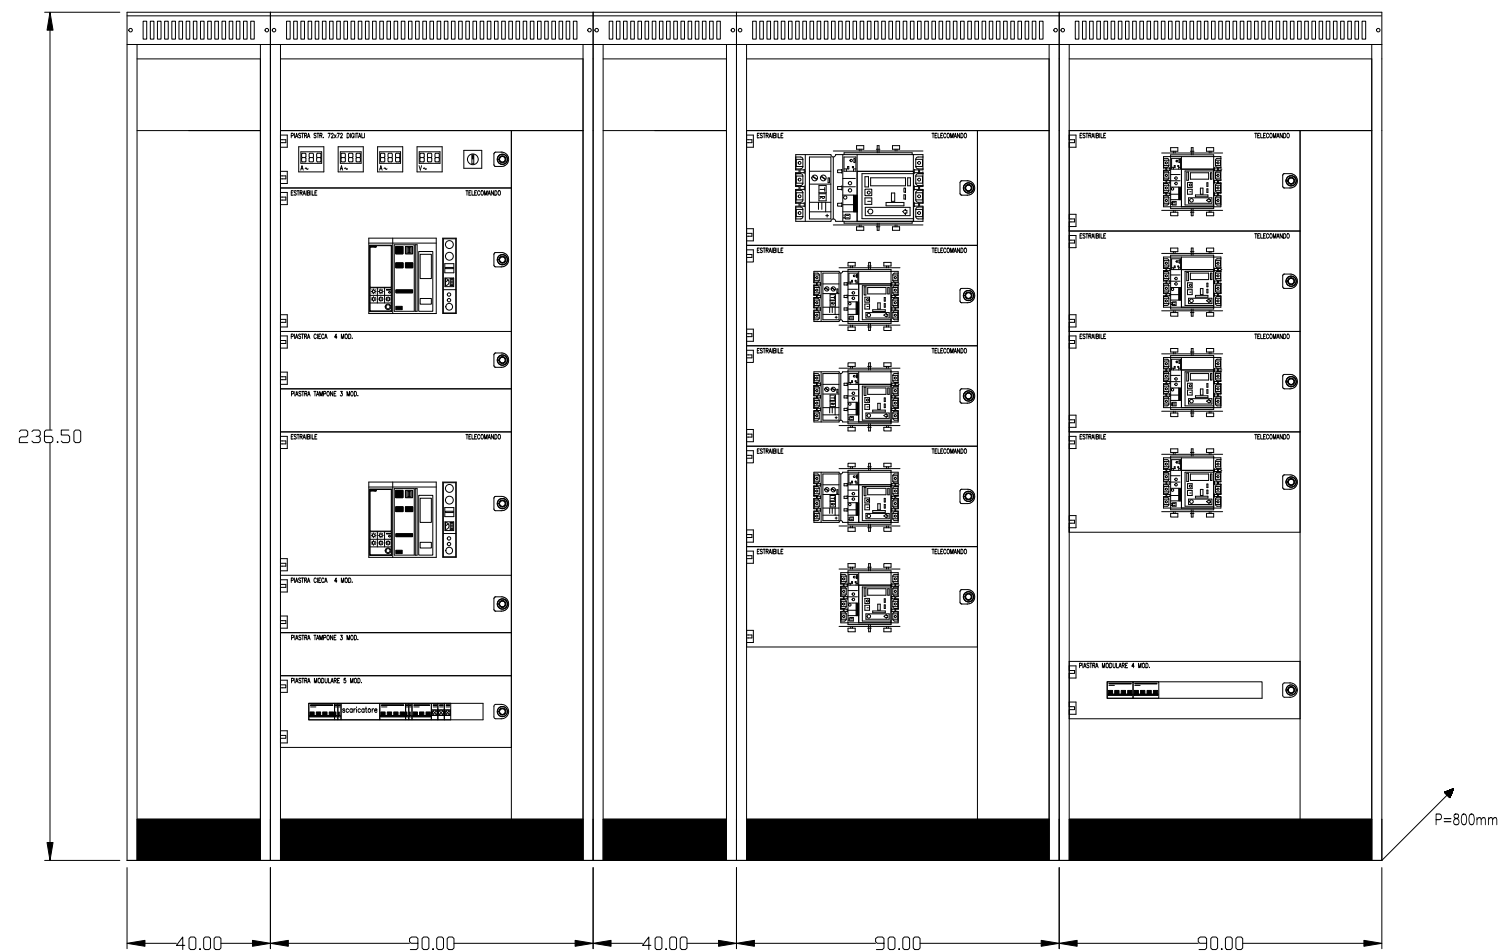 PIASTRA STR. 72x72 DIGITALI
A~ A~ A~ V~
ESTRAIBILE TELECOMANDO
PIASTRA CIECA 4 MOD.
PIASTRA TAMPONE 3 MOD.
ESTRAIBILE TELECOMANDO
PIASTRA CIECA 4 MOD.
PIASTRA TAMPONE 3 MOD.
PIASTRA MODULARE 5 MOD.
scaricatore
ESTRAIBILE TELECOMANDO
ESTRAIBILE TELECOMANDO
ESTRAIBILE TELECOMANDO
ESTRAIBILE TELECOMANDO
ESTRAIBILE TELECOMANDO
ESTRAIBILE TELECOMANDO
ESTRAIBILE TELECOMANDO
ESTRAIBILE TELECOMANDO
ESTRAIBILE TELECOMANDO
PIASTRA MODULARE 4 MOD.
236.50
P=800mm
40.00 90.00 40.00 90.00 90.00